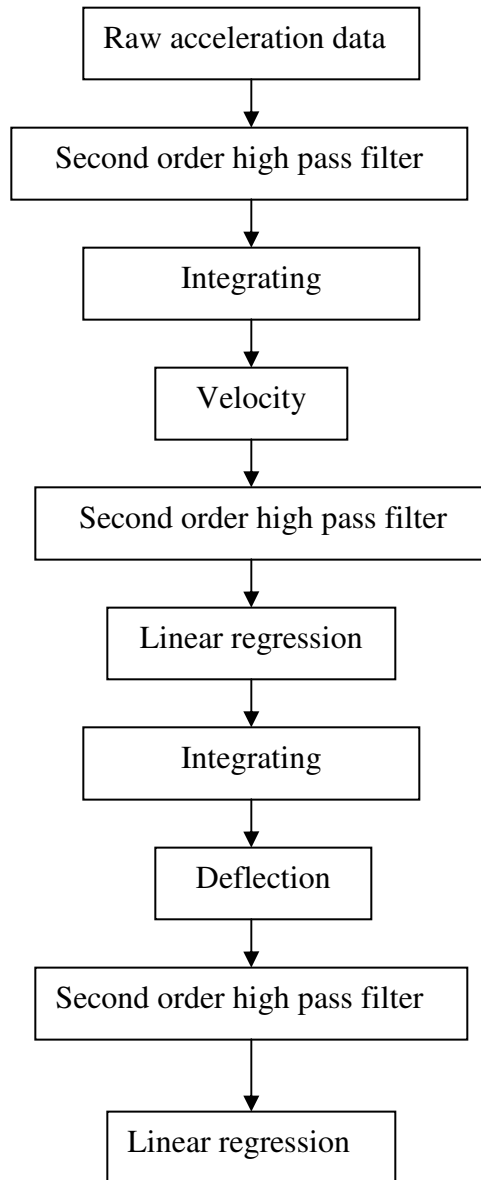 Raw acceleration data
Second order high pass filter
Integrating
Velocity
Second order high pass filter
Linear regression
Integrating
Deflection
Second order high pass filter
Linear regression